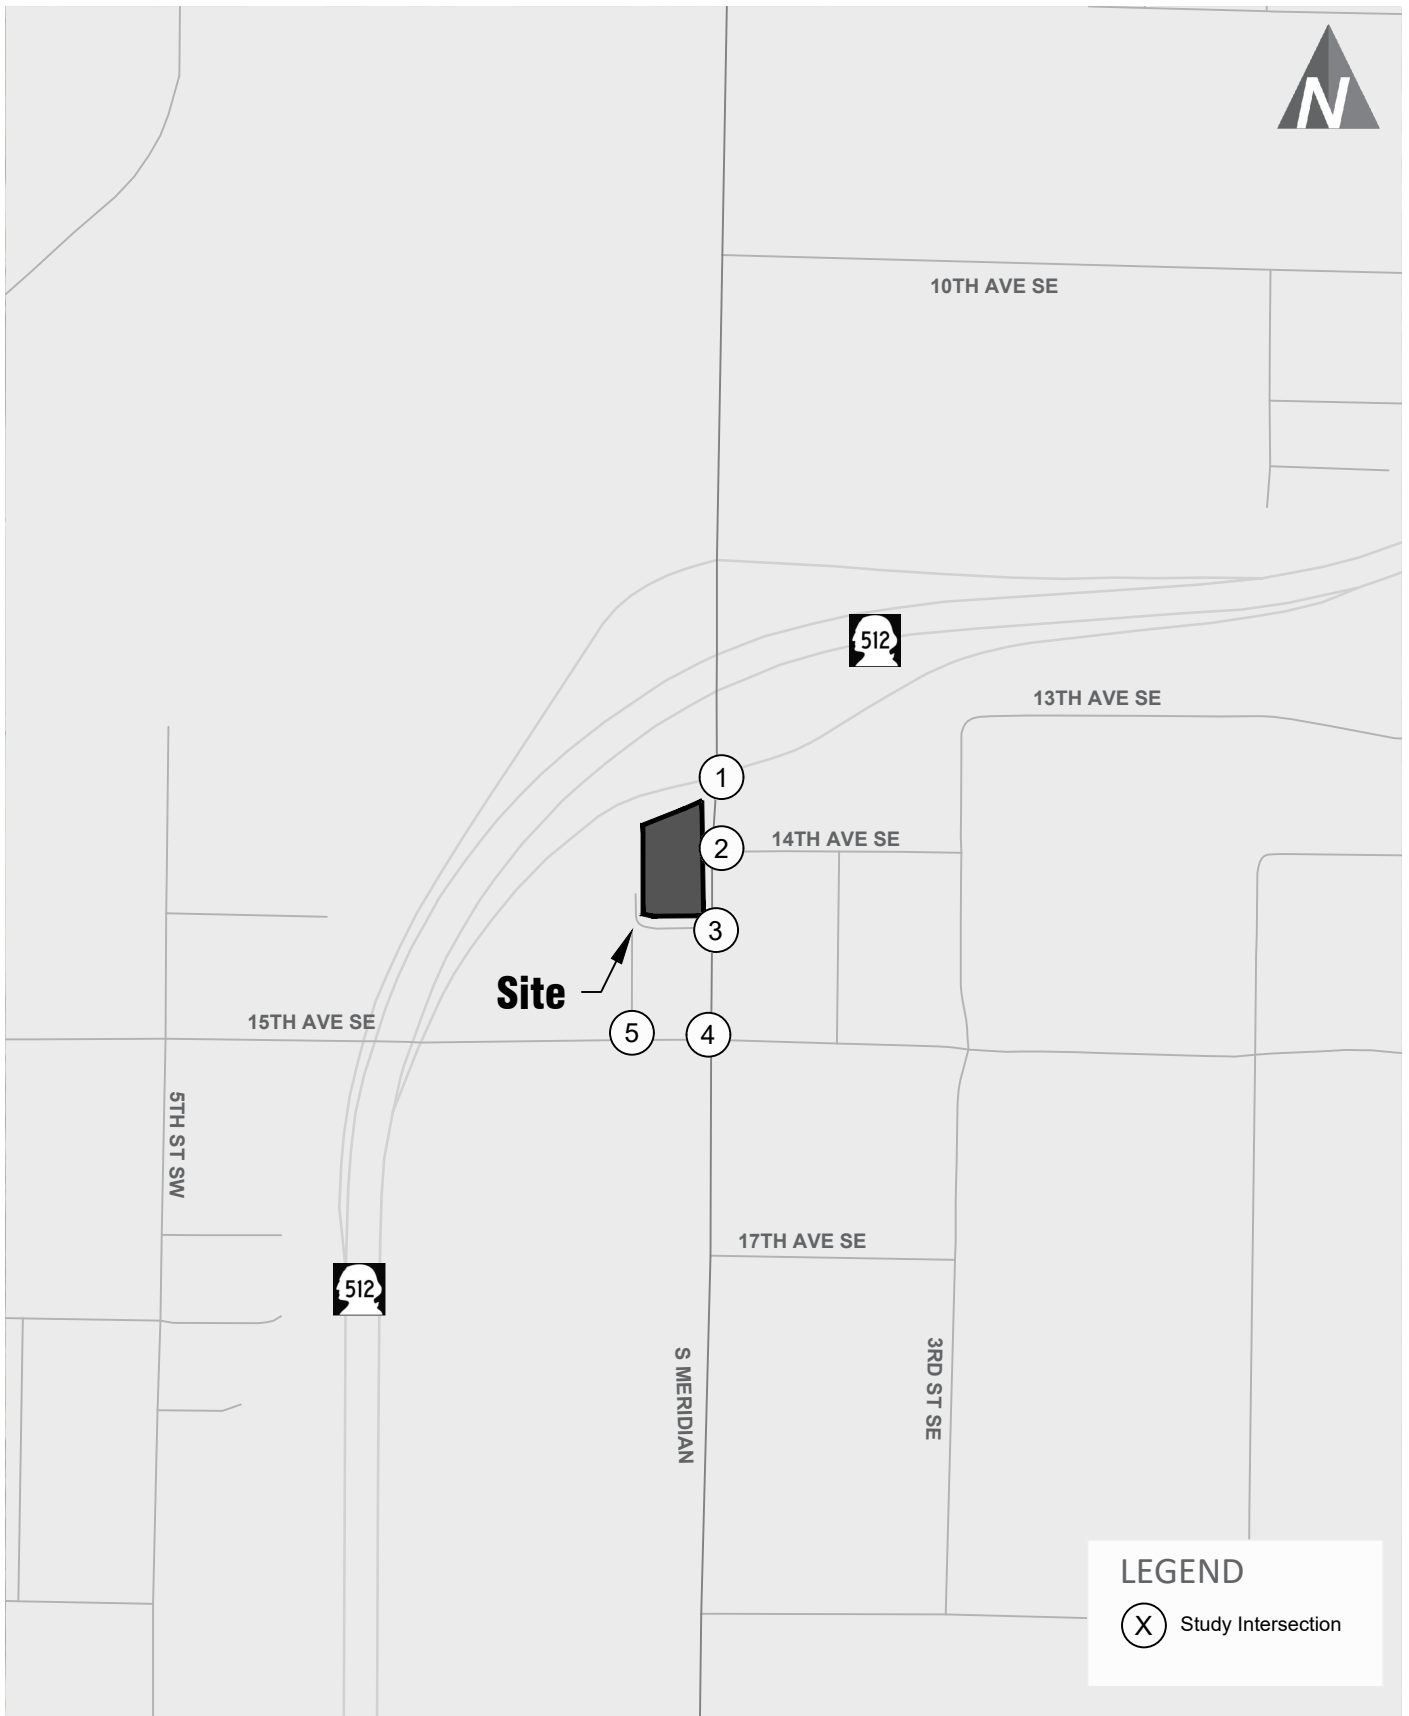 N
10TH AVE SE
512
13TH AVE SE
1
14TH AVE SE
2
3
Site
15TH AVE SE
5
4
5TH ST SW
17TH AVE SE
512
S MERIDIAN
3RD ST SE
LEGEND
X Study Intersection